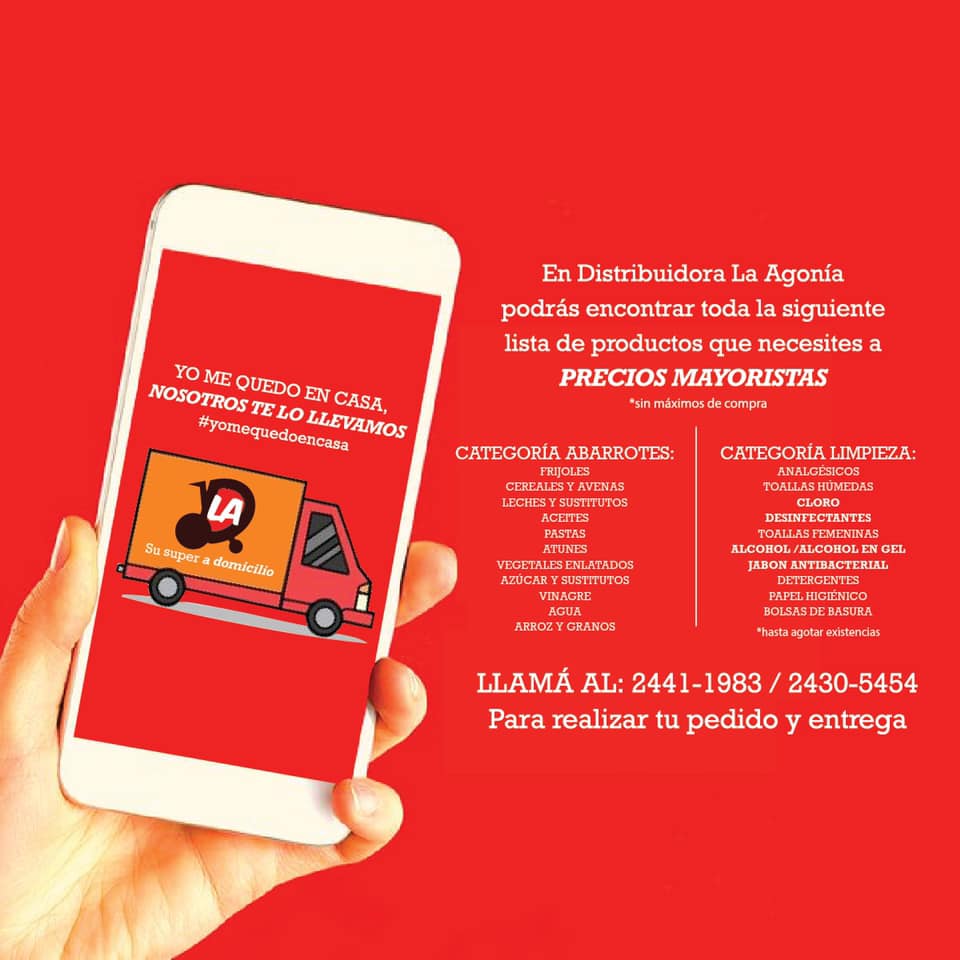 YO ME QUEDO EN CASA,
NOSOTROS TE LO LLEVAMOS
#yomequedoencasa
LA
Su super a domicilio
En Distribuidora La Agonía
podrás encontrar toda la siguiente
lista de productos que necesites a
PRECIOS MAYORISTAS
*sin máximos de compra
CATEGORÍA ABARROTES:
FRIJOLES
CEREALES Y AVENAS
LECHES Y SUSTITUTOS
ACEITES
PASTAS
ATUNES
VEGETALES ENLATADOS
AZÚCAR Y SUSTITUTOS
VINAGRE
AGUA
ARROZ Y GRANOS
CATEGORÍA LIMPIEZA:
ANALGÉSICOS
TOALLAS HÚMEDAS
CLORO
DESINFECTANTES
TOALLAS FEMENINAS
ALCOHOL /ALCOHOL EN GEL
JABON ANTIBACTERIAL
DETERGENTES
PAPEL HIGIÉNICO
BOLSAS DE BASURA
*hasta agotar existencias
LLAMÁ AL: 2441-1983 / 2430-5454
Para realizar tu pedido y entrega